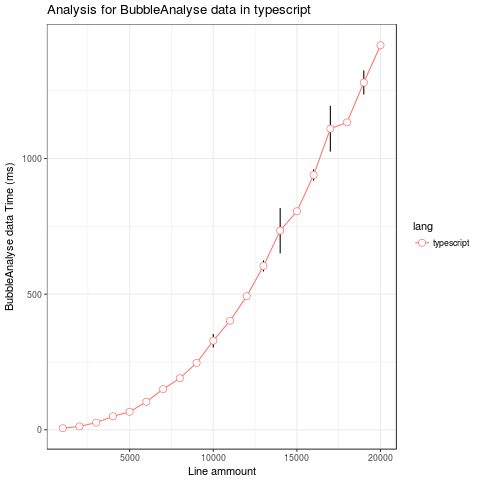 Analysis for BubbleAnalyse data in typescript
BubbleAnalyse data Time (ms)
1000
500
0
5000
10000
15000
20000
Line ammount
lang
typescript